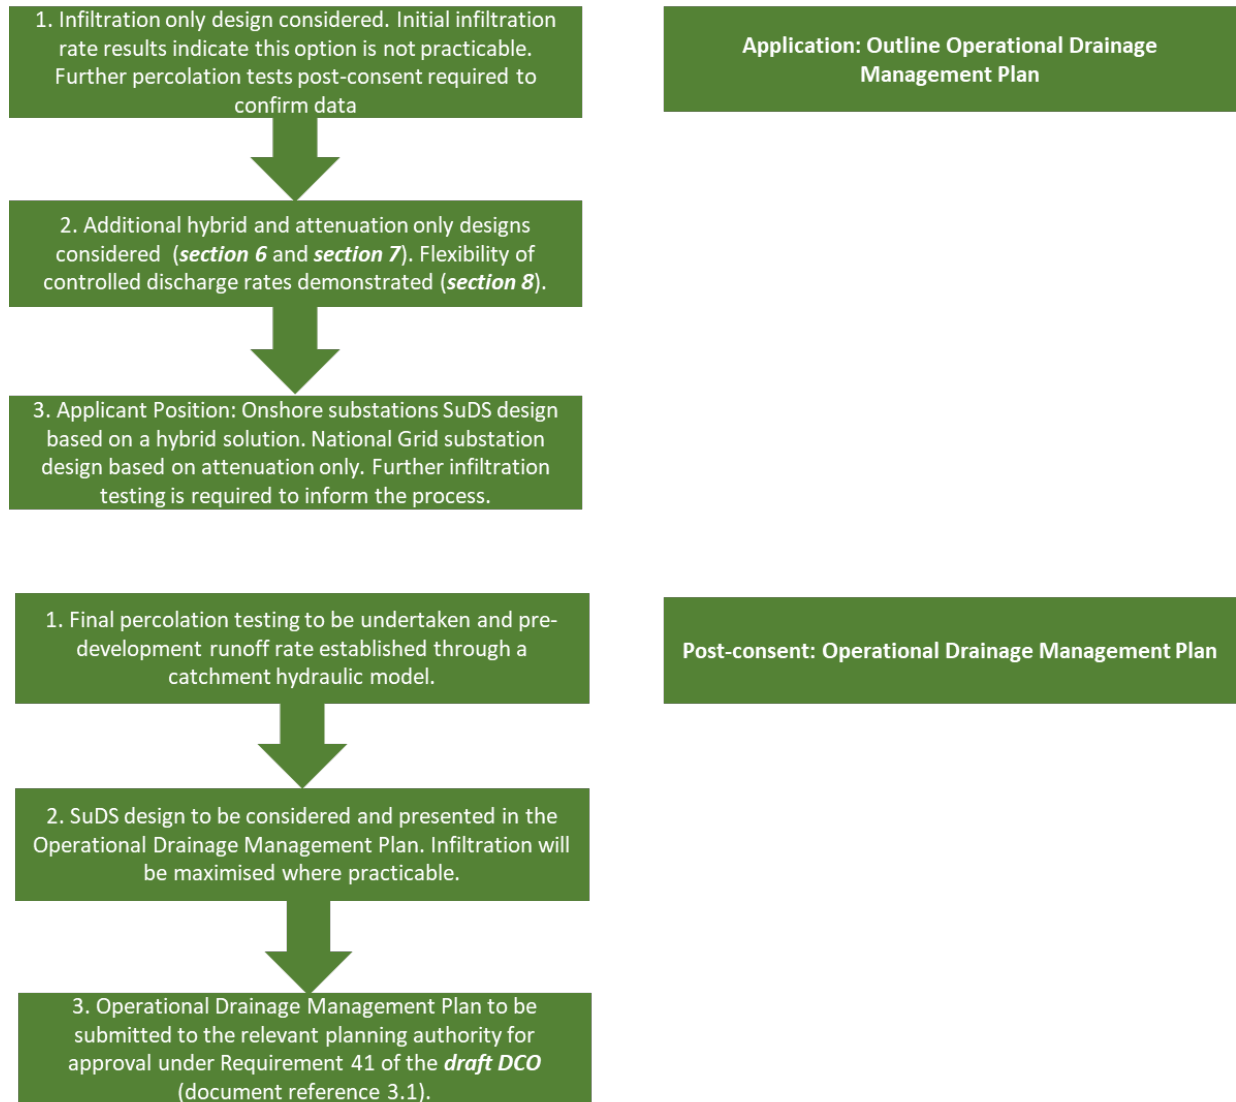 1. Infiltration only design considered. Initial infiltration
rate results indicate this option is not practicable.
Further percolation tests post-consent required to
confirm data
Application: Outline Operational Drainage
Management Plan
2. Additional hybrid and attenuation only designs
considered (section 6 and section 7). Flexibility of
controlled discharge rates demonstrated (section 8).
3. Applicant Position: Onshore substations SuDS design
based on a hybrid solution. National Grid substation
design based on attenuation only. Further infiltration
testing is required to inform the process.
1. Final percolation testing to be undertaken and pre-
development runoff rate established through a
catchment hydraulic model.
Post-consent: Operational Drainage Management Plan
2. SuDS design to be considered and presented in the
Operational Drainage Management Plan. Infiltration will
be maximised where practicable.
3. Operational Drainage Management Plan to be
submitted to the relevant planning authority for
approval under Requirement 41 of the draft DCO
(document reference 3.1).